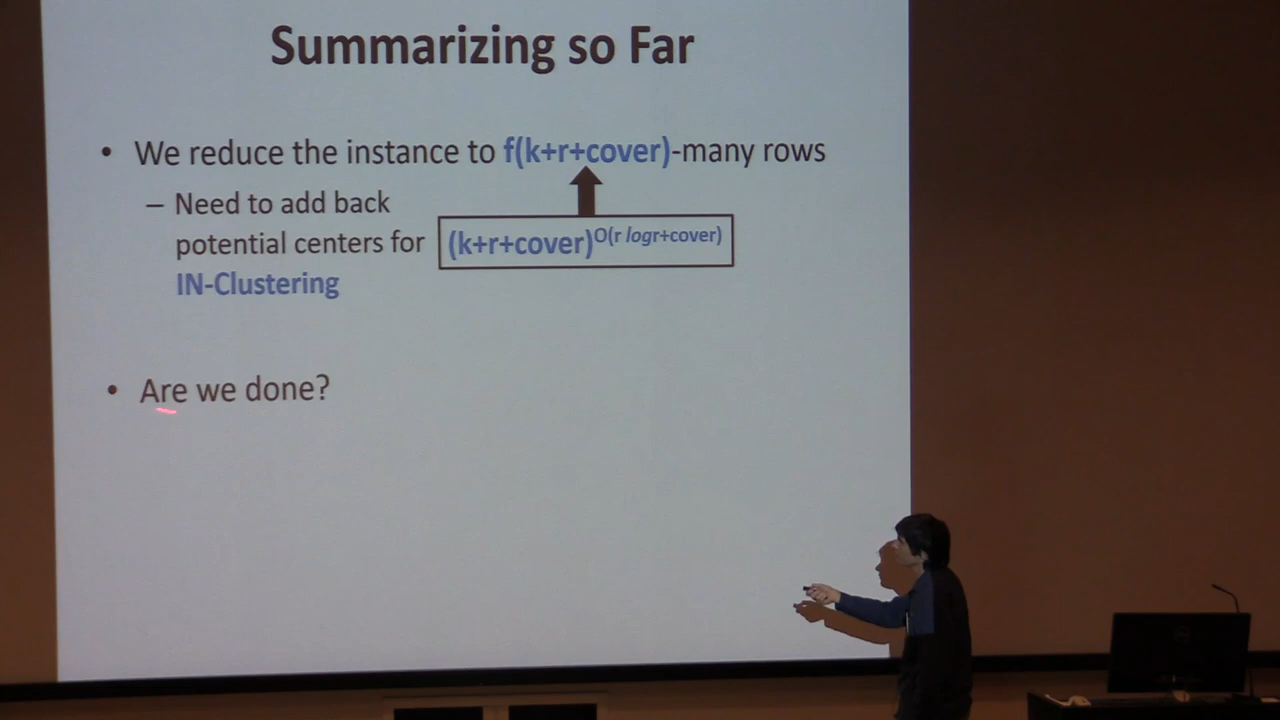 Summarizing so Far
• We reduce the instance to f(k+r+cover)-many rows
– Need to add back
potential centers for
IN-Clustering
(k+r+cover)^O(r logr+cover)
• Are we done?